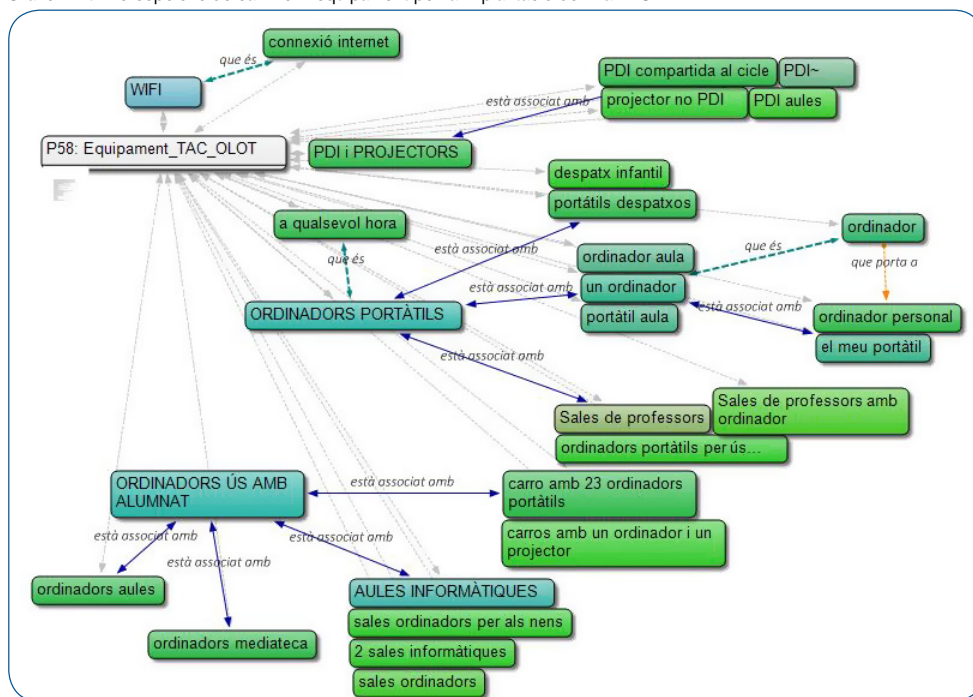 connexió internet
que és
WIFI
PDI compartida al cicle
PDI~
està associat amb
projector no PDI
PDI aules
P58: Equipament_TAC_OLOT
PDI i PROJECTORS
despatx infantil
portátils despatxos
a qualsevol hora
ordinador
està associat amb
que és
ordinador aula
que és
que porta a
està associat amb
un ordinador
està associat amb
ORDINADORS PORTÀTILS
portàtil aula
ordinador personal
el meu portàtil
està associat amb
Sales de professors
Sales de professors amb
ordinador
ordinadors portàtils per ús...
ORDINADORS ÚS AMB
ALUMNAT
està associat amb
carro amb 23 ordinadors
portàtils
està associat amb
està associat amb
està associat amb
carros amb un ordinador i un
projector
ordinadors aules
AULES INFORMÀTIQUES
sales ordinadors per als nens
ordinadors mediateca
2 sales informàtiques
sales ordinadors